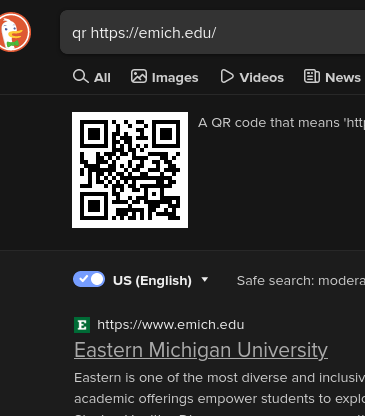 qr https://emich.edu/
All Images Videos News
A QR code that means 'http
US (English) Safe search: modera
E https://www.emich.edu
Eastern Michigan University
Eastern is one of the most diverse and inclusiv
academic offerings empower students to explo